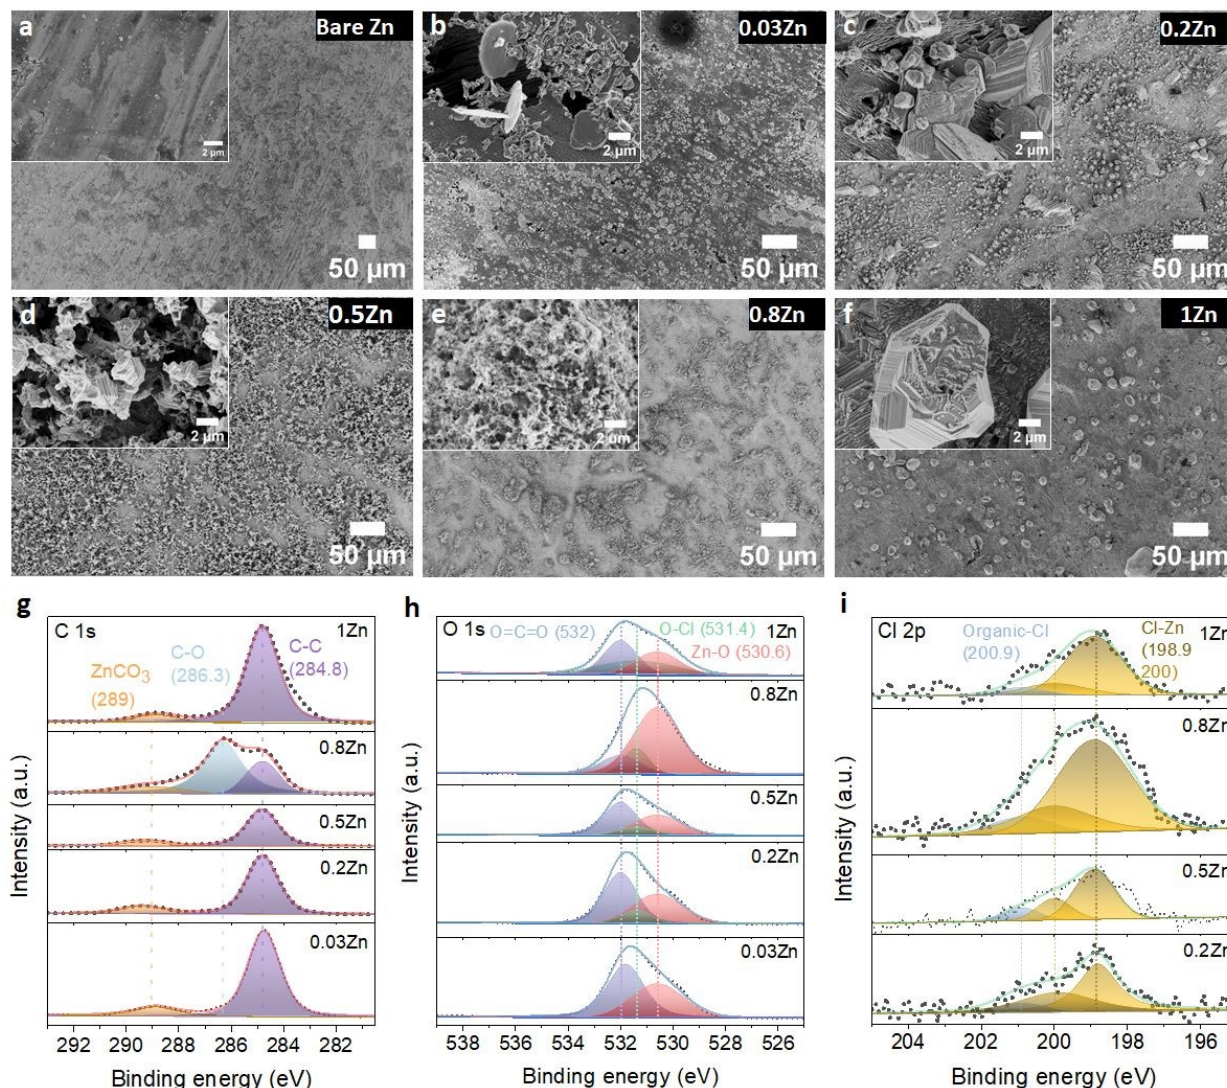 a
Bare Zn
2 µm
50 µm
b
0.03Zn
2 µm
50 µm
c
0.2Zn
2 µm
50 µm
d
0.5Zn
2 µm
50 µm
e
0.8Zn
2 µm
50 µm
f
1Zn
2 µm
50 µm
g
C 1s
1Zn
ZnCO₃
(289)
C-O
(286.3)
C-C
(284.8)
0.8Zn
0.5Zn
0.2Zn
0.03Zn
Intensity (a.u.)
292 290 288 286 284 282
Binding energy (eV)
h
O 1s
O=C=O (532)
O-Cl (531.4)
1Zn
Zn-O (530.6)
0.8Zn
0.5Zn
0.2Zn
0.03Zn
Intensity (a.u.)
538 536 534 532 530 528 526
Binding energy (eV)
i
Cl 2p
1Zn
Organic-Cl
(200.9)
Cl-Zn
(198.9
200)
0.8Zn
0.5Zn
0.2Zn
Intensity (a.u.)
204 202 200 198 196
Binding energy (eV)